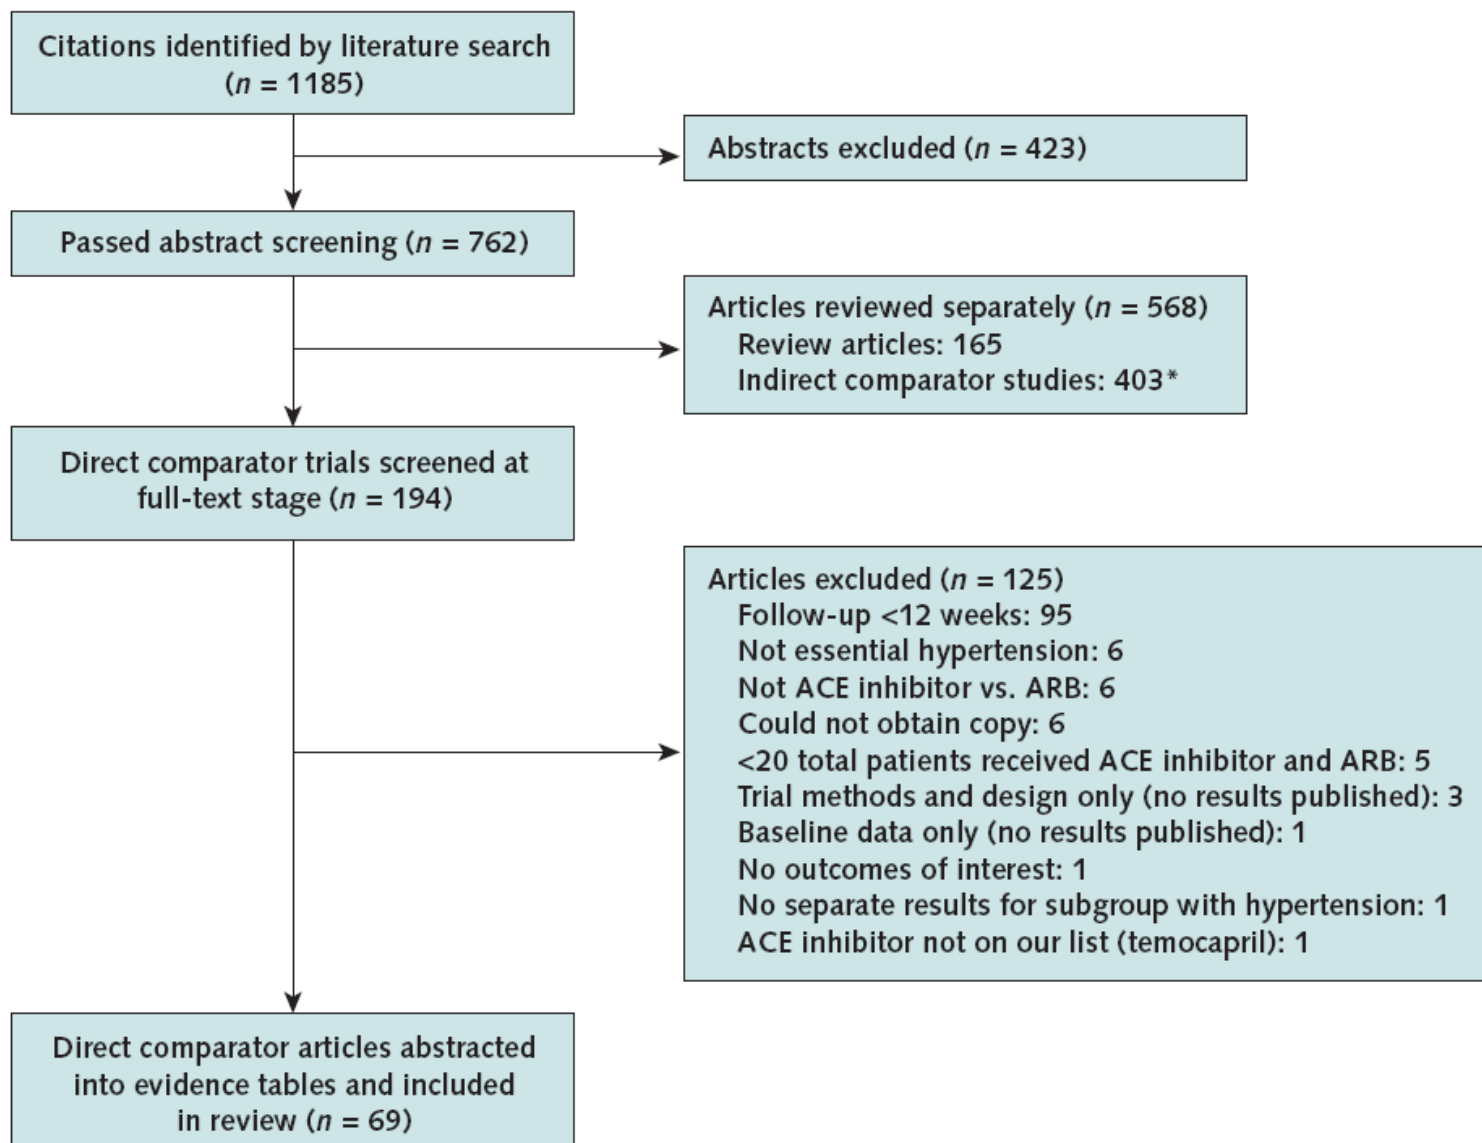 Citations identified by literature search
(n = 1185)
Abstracts excluded (n = 423)
Passed abstract screening (n = 762)
Articles reviewed separately (n = 568)
Review articles: 165
Indirect comparator studies: 403*
Direct comparator trials screened at
full-text stage (n = 194)
Articles excluded (n = 125)
Follow-up <12 weeks: 95
Not essential hypertension: 6
Not ACE inhibitor vs. ARB: 6
Could not obtain copy: 6
<20 total patients received ACE inhibitor and ARB: 5
Trial methods and design only (no results published): 3
Baseline data only (no results published): 1
No outcomes of interest: 1
No separate results for subgroup with hypertension: 1
ACE inhibitor not on our list (temocapril): 1
Direct comparator articles abstracted
into evidence tables and included
in review (n = 69)